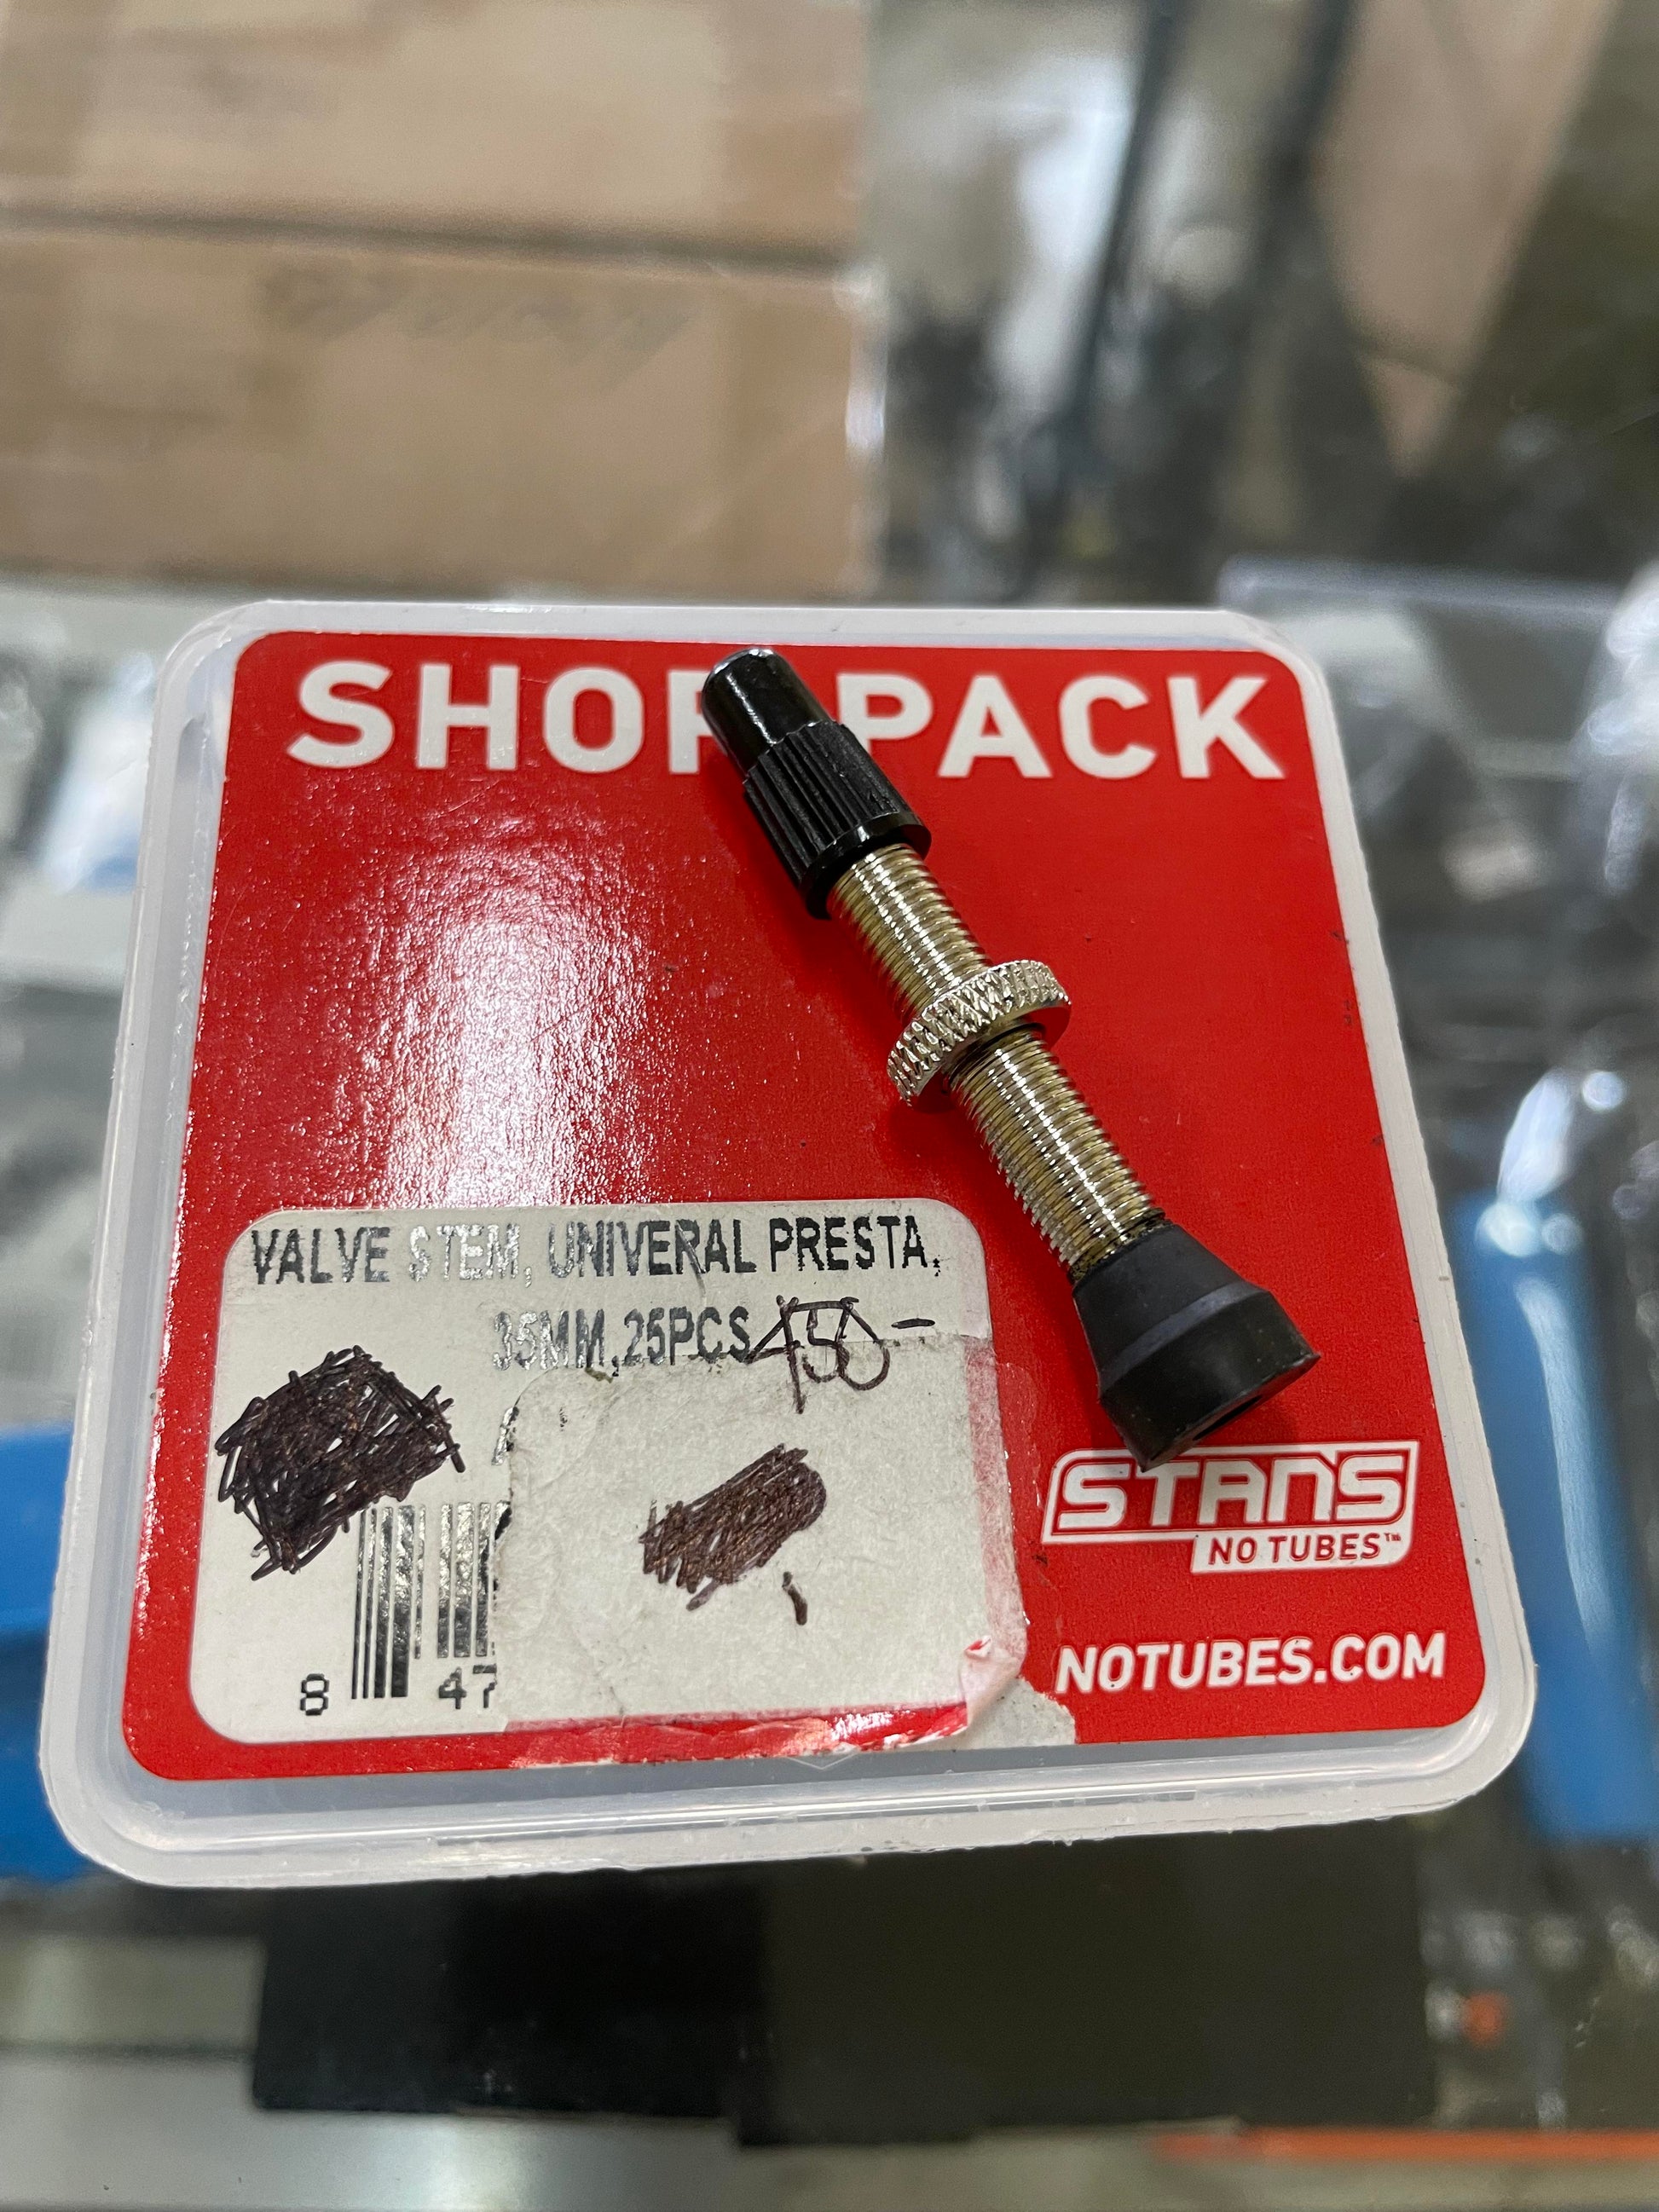 SHOP PACK
VALVE STEM, UNIVERAL PRESTA,
35MM,25PCS 450-
8 47
STANS
NO TUBES™
NOTUBES.COM